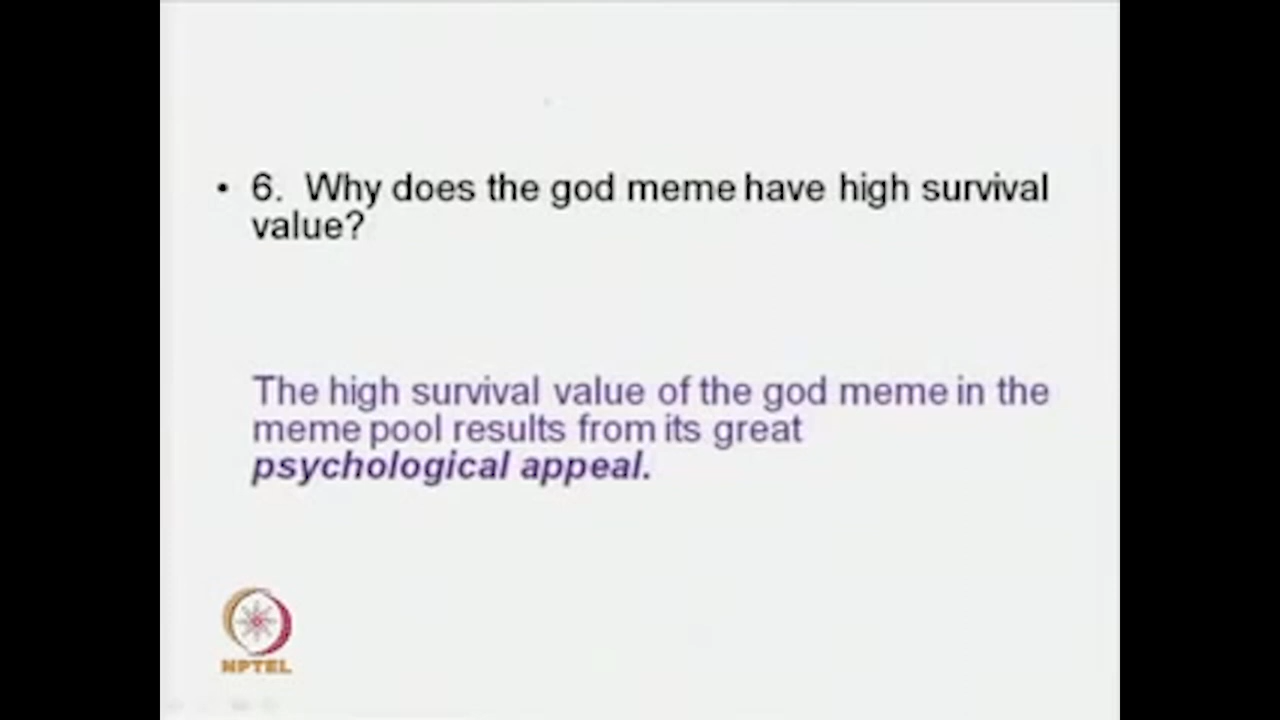 • 6. Why does the god meme have high survival
value?
The high survival value of the god meme in the
meme pool results from its great
psychological appeal.
NPTEL